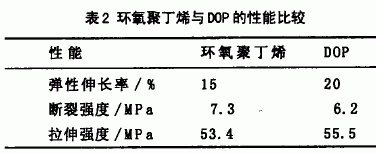 表2 环氧聚丁烯与DOP的性能比较
性能 环氧聚丁烯 DOP
弹性伸长率/% 15 20
断裂强度/MPa 7.3 6.2
拉伸强度/MPa 53.4 55.5